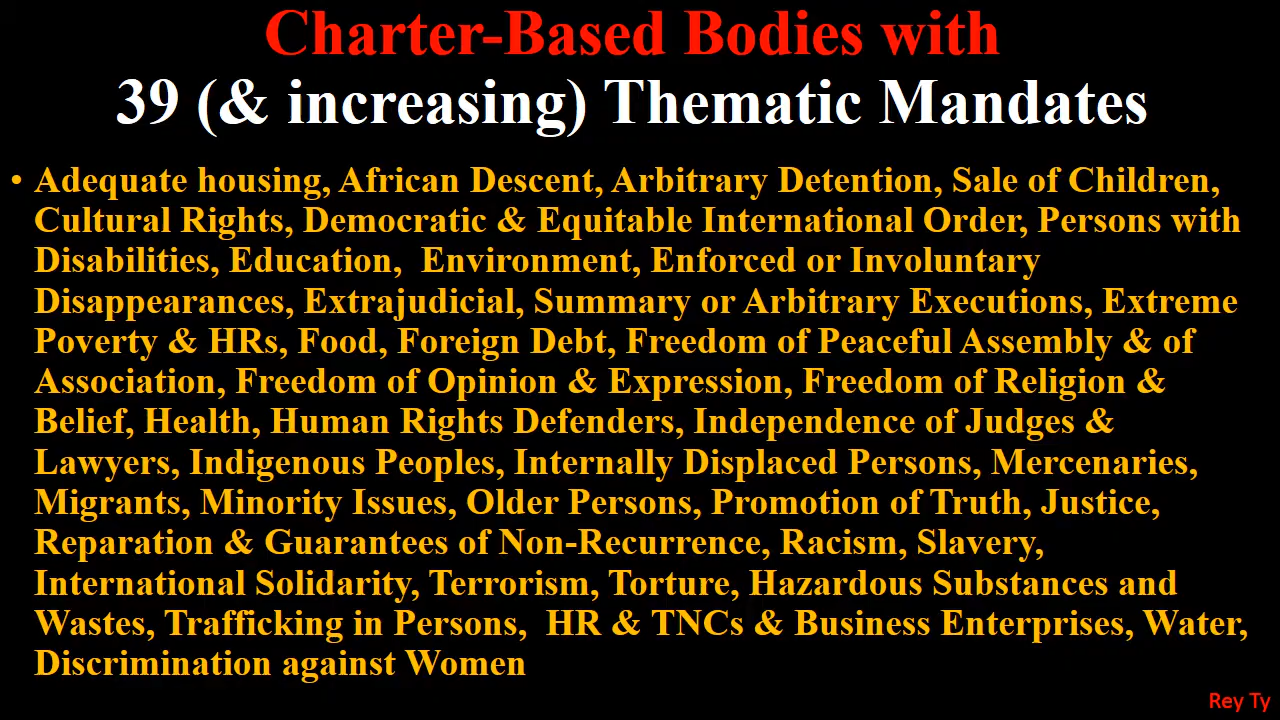 Charter-Based Bodies with
39 (& increasing) Thematic Mandates
• Adequate housing, African Descent, Arbitrary Detention, Sale of Children,
Cultural Rights, Democratic & Equitable International Order, Persons with
Disabilities, Education,  Environment, Enforced or Involuntary
Disappearances, Extrajudicial, Summary or Arbitrary Executions, Extreme
Poverty & HRs, Food, Foreign Debt, Freedom of Peaceful Assembly & of
Association, Freedom of Opinion & Expression, Freedom of Religion &
Belief, Health, Human Rights Defenders, Independence of Judges &
Lawyers, Indigenous Peoples, Internally Displaced Persons, Mercenaries,
Migrants, Minority Issues, Older Persons, Promotion of Truth, Justice,
Reparation & Guarantees of Non-Recurrence, Racism, Slavery,
International Solidarity, Terrorism, Torture, Hazardous Substances and
Wastes, Trafficking in Persons,  HR & TNCs & Business Enterprises, Water,
Discrimination against Women
Rey Ty